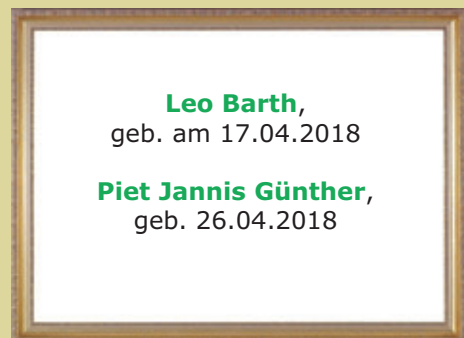 Leo Barth,
geb. am 17.04.2018
Piet Jannis Günther,
geb. 26.04.2018